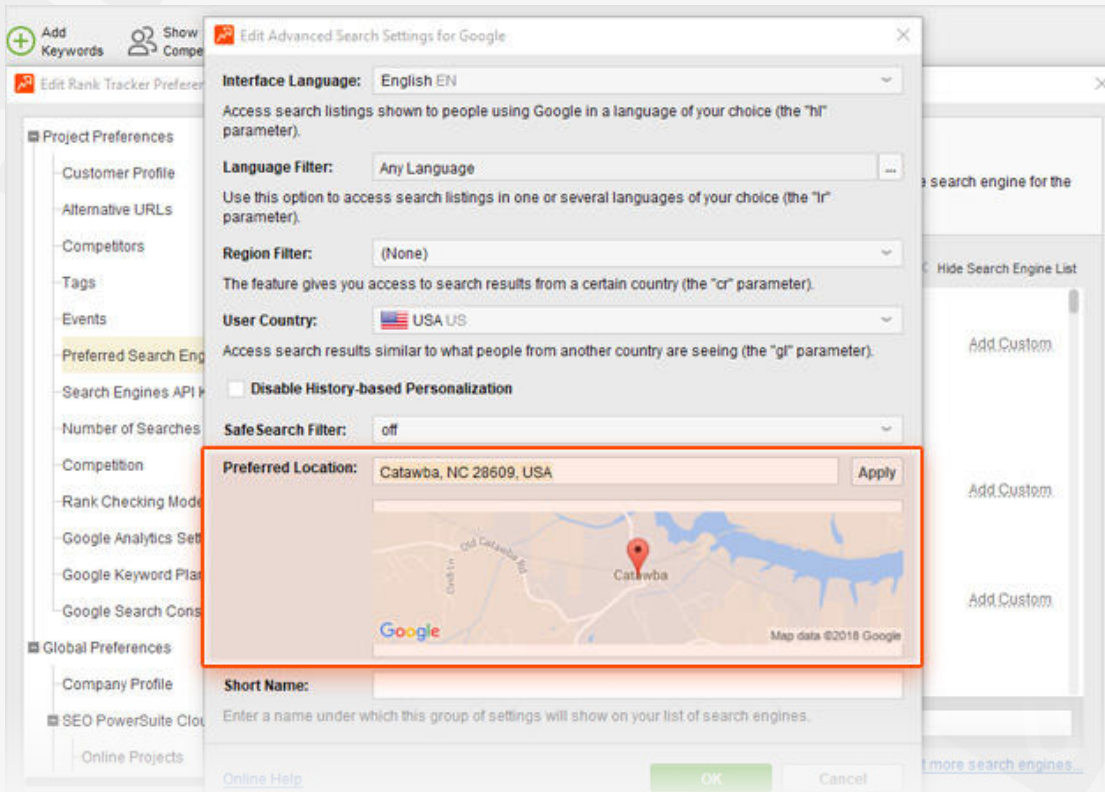 Add
Keywords
Show
Compe
Edit Rank Tracker Preferen
Project Preferences
Customer Profile
Alternative URLs
Competitors
Tags
Events
Preferred Search Eng
Search Engines API K
Number of Searches
Competition
Rank Checking Mode
Google Analytics Sett
Google Keyword Plan
Google Search Cons
Global Preferences
Company Profile
SEO PowerSuite Clou
Online Projects
Edit Advanced Search Settings for Google
Interface Language: English EN
Access search listings shown to people using Google in a language of your choice (the "hl"
parameter).
Language Filter: Any Language ...
Use this option to access search listings in one or several languages of your choice (the "lr"
parameter).
Region Filter: (None)
The feature gives you access to search results from a certain country (the "cr" parameter).
User Country: USA US
Access search results similar to what people from another country are seeing (the "gl" parameter).
Disable History-based Personalization
SafeSearch Filter: off
Preferred Location: Catawba, NC 28609, USA Apply
Old Catawba Rd
Catawba
Google
Map data ©2018 Google
Short Name:
Enter a name under which this group of settings will show on your list of search engines.
Online Help
OK Cancel
search engine for the
Hide Search Engine List
Add Custom
Add Custom
Add Custom
more search engines...